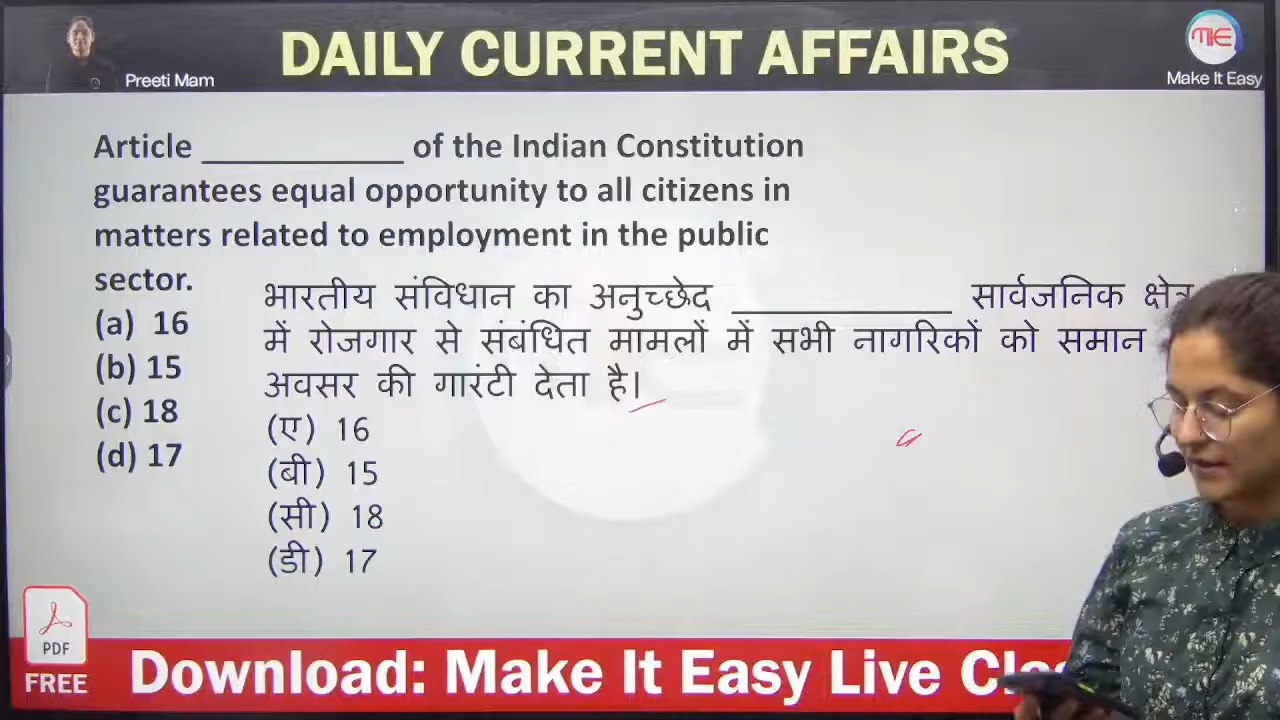 DAILY CURRENT AFFAIRS
Preeti Mam
MIE
Make It Easy
Article ____________ of the Indian Constitution
guarantees equal opportunity to all citizens in
matters related to employment in the public
sector.
(a) 16
(b) 15
(c) 18
(d) 17
भारतीय संविधान का अनुच्छेद ____________ सार्वजनिक क्षेत्र
में रोजगार से संबंधित मामलों में सभी नागरिकों को समान
अवसर की गारंटी देता है।
(ए) 16
(बी) 15
(सी) 18
(डी) 17
a
PDF
FREE
Download: Make It Easy Live